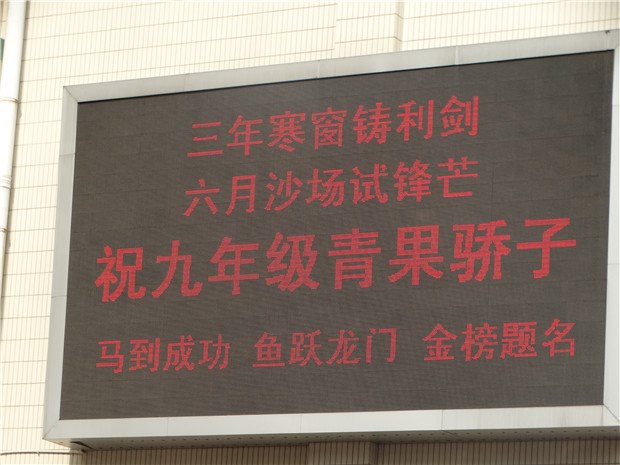 三年寒窗铸利剑
六月沙场试锋芒
祝九年级青果骄子
马到成功 鱼跃龙门 金榜题名